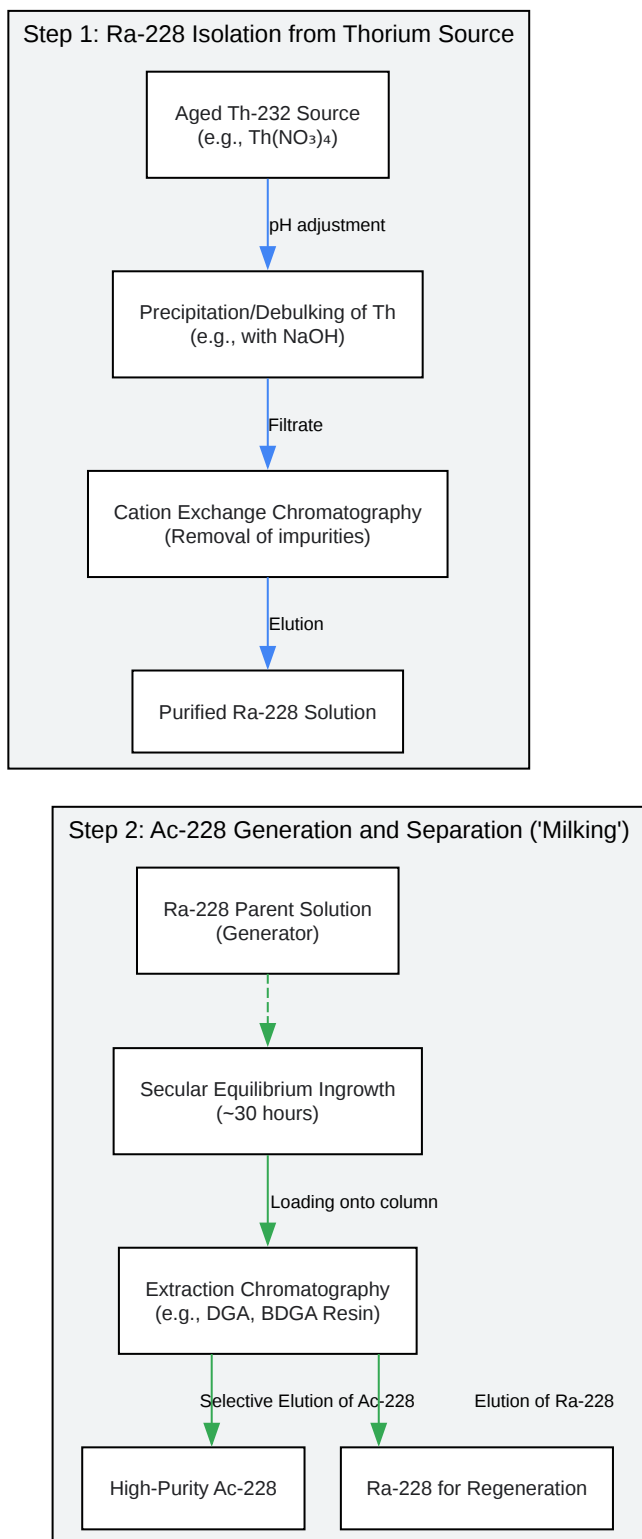 Step 1: Ra-228 Isolation from Thorium Source
Aged Th-232 Source
(e.g., Th(NO₃)₄)
pH adjustment
Precipitation/Debulking of Th
(e.g., with NaOH)
Filtrate
Cation Exchange Chromatography
(Removal of impurities)
Elution
Purified Ra-228 Solution
Step 2: Ac-228 Generation and Separation ('Milking')
Ra-228 Parent Solution
(Generator)
Secular Equilibrium Ingrowth
(~30 hours)
Loading onto column
Extraction Chromatography
(e.g., DGA, BDGA Resin)
Selective Elution of Ac-228
Elution of Ra-228
High-Purity Ac-228
Ra-228 for Regeneration